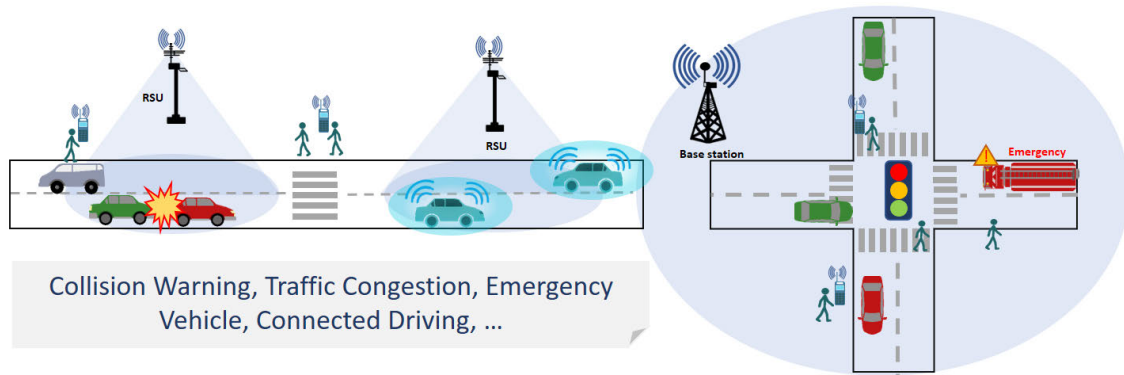 RSU
RSU
Base station
Emergency
Collision Warning, Traffic Congestion, Emergency
Vehicle, Connected Driving, ...